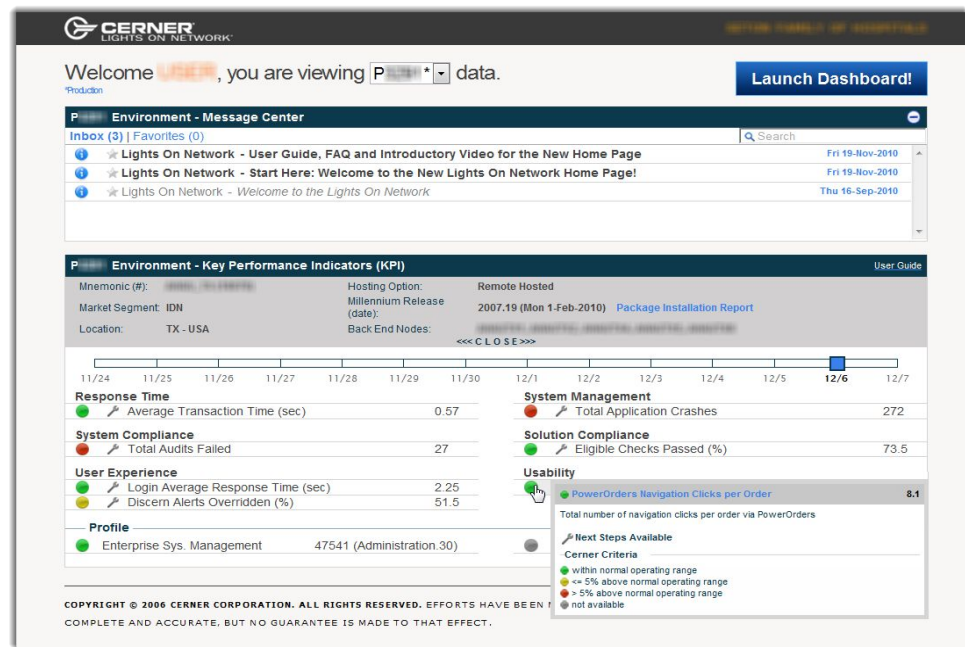 CERNER
LIGHTS ON NETWORK
Welcome , you are viewing P * data.
*Production
Launch Dashboard!
P Environment - Message Center
Inbox (3) | Favorites (0)
Search
Lights On Network - User Guide, FAQ and Introductory Video for the New Home Page Fri 19-Nov-2010
Lights On Network - Start Here: Welcome to the New Lights On Network Home Page! Fri 19-Nov-2010
Lights On Network - Welcome to the Lights On Network Thu 16-Sep-2010
P Environment - Key Performance Indicators (KPI) User Guide
Mnemonic (#): Hosting Option: Remote Hosted
Market Segment: IDN Millennium Release (date): 2007.19 (Mon 1-Feb-2010) Package Installation Report
Location: TX - USA Back End Nodes:
<<< C L O S E >>>
11/24 11/25 11/26 11/27 11/28 11/29 11/30 12/1 12/2 12/3 12/4 12/5 12/6 12/7
Response Time
Average Transaction Time (sec) 0.57
System Management
Total Application Crashes 272
System Compliance
Total Audits Failed 27
Solution Compliance
Eligible Checks Passed (%) 73.5
User Experience
Login Average Response Time (sec) 2.25
Discern Alerts Overridden (%) 51.5
Usability
PowerOrders Navigation Clicks per Order 8.1
Total number of navigation clicks per order via PowerOrders
Next Steps Available
Cerner Criteria
within normal operating range
<= 5% above normal operating range
> 5% above normal operating range
not available
Profile
Enterprise Sys. Management 47541 (Administration.30)
COPYRIGHT © 2006 CERNER CORPORATION. ALL RIGHTS RESERVED. EFFORTS HAVE BEEN
COMPLETE AND ACCURATE, BUT NO GUARANTEE IS MADE TO THAT EFFECT.